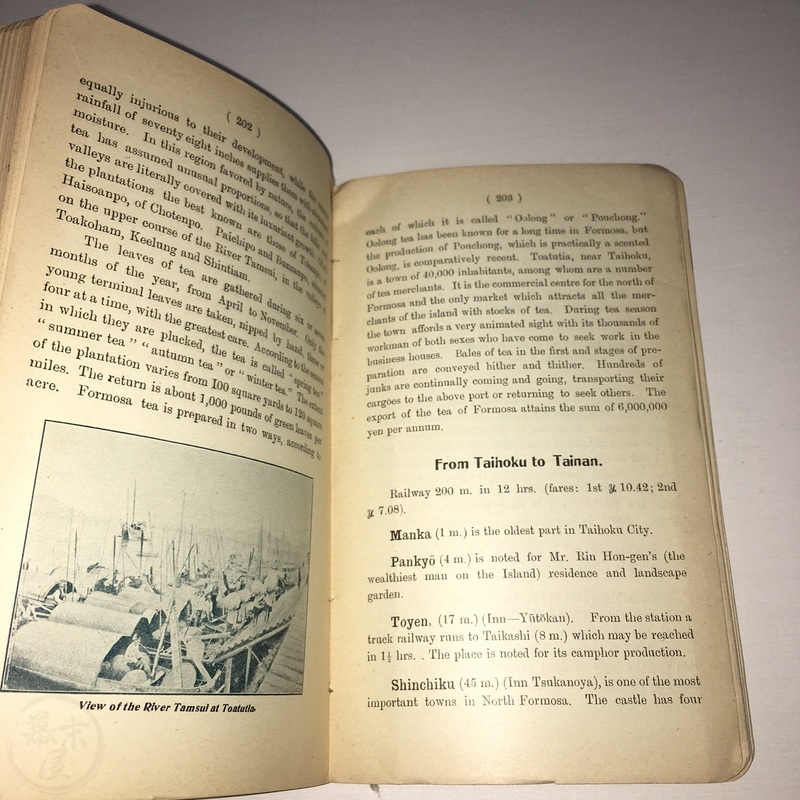 ( 202 )
equally injurious to their development, while the
rainfall of seventy eight inches supplies them with
moisture. In this region favored by nature, the
tea has assumed unusual proportions, so that the
valleys are literally covered with its luxuriant growth.
the plantations the best known are those of
Haisoanpo, of Chotenpo. Paichipo and
on the upper course of the River Tamsui, in the valleys of
Toakoham, Keelung and Shintiam.
The leaves of tea are gathered during six or seven
months of the year, from April to November. Only the
young terminal leaves are taken, nipped by hand, three or
four at a time, with the greatest care. According to the season
in which they are plucked, the tea is called "spring tea"
"summer tea" "autumn tea" or "winter tea." The extent
of the plantation varies from 100 square yards to 120 square
miles. The return is about 1,000 pounds of green leaves per
acre. Formosa tea is prepared in two ways, according to
View of the River Tamsui at Toatutia.
( 203 )
each of which it is called "Oolong" or "Pouchong."
Oolong tea has been known for a long time in Formosa, but
the production of Pouchong, which is practically a scented
Oolong, is comparatively recent. Toatutia, near Taihoku,
is a town of 40,000 inhabitants, among whom are a number
of tea merchants. It is the commercial centre for the north of
Formosa and the only market which attracts all the mer-
chants of the island with stocks of tea. During tea season
the town affords a very animated sight with its thousands of
workman of both sexes who have come to seek work in the
business houses. Bales of tea in the first and stages of pre-
paration are conveyed hither and thither. Hundreds of
junks are continually coming and going, transporting their
cargoes to the above port or returning to seek others. The
export of the tea of Formosa attains the sum of 6,000,000
yen per annum.
From Taihoku to Tainan.
Railway 200 m. in 12 hrs. (fares: 1st ¥ 10.42; 2nd
¥ 7.08).
Manka (1 m.) is the oldest part in Taihoku City.
Pankyō (4 m.) is noted for Mr. Rin Hon-gen's (the
wealthiest man on the Island) residence and landscape
garden.
Toyen, (17 m.) (Inn—Yūtōkan). From the station a
truck railway runs to Taikashi (8 m.) which may be reached
in 1½ hrs. . The place is noted for its camphor production.
Shinchiku (45 m.) (Inn Tsukanoya), is one of the most
important towns in North Formosa. The castle has four
幕末屋